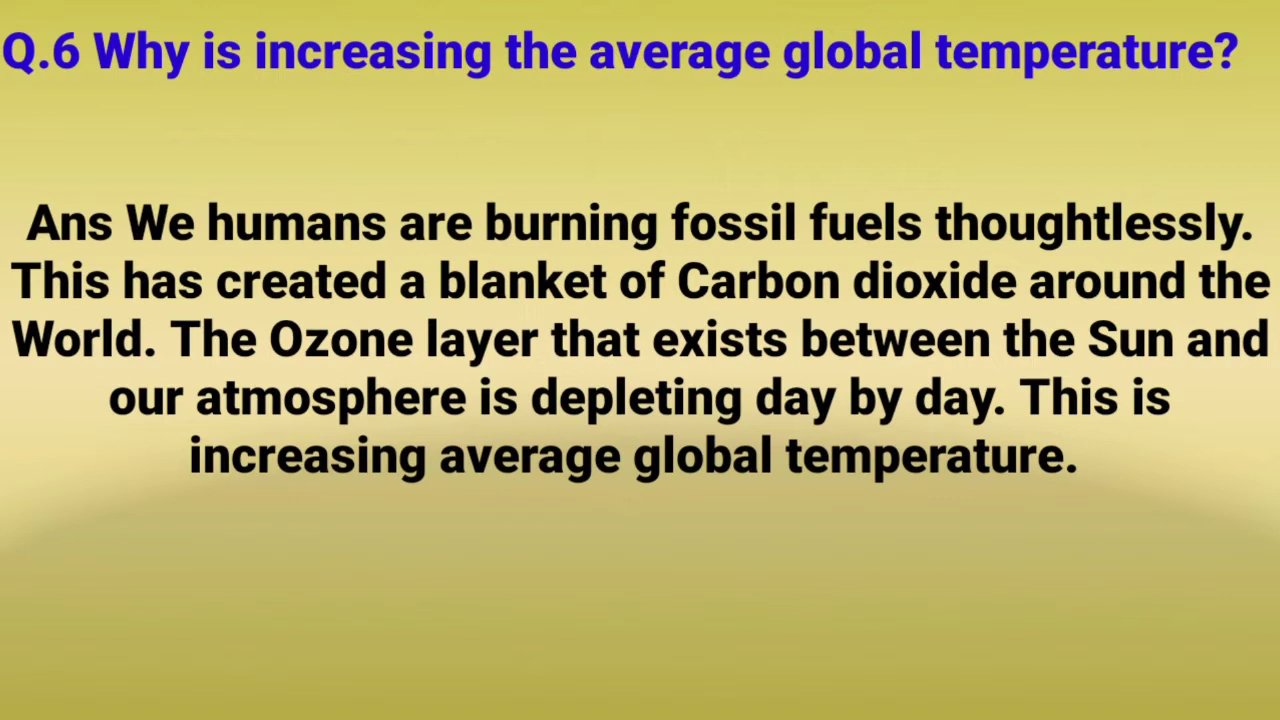 Q.6 Why is increasing the average global temperature?
Ans We humans are burning fossil fuels thoughtlessly.
This has created a blanket of Carbon dioxide around the
World. The Ozone layer that exists between the Sun and
our atmosphere is depleting day by day. This is
increasing average global temperature.